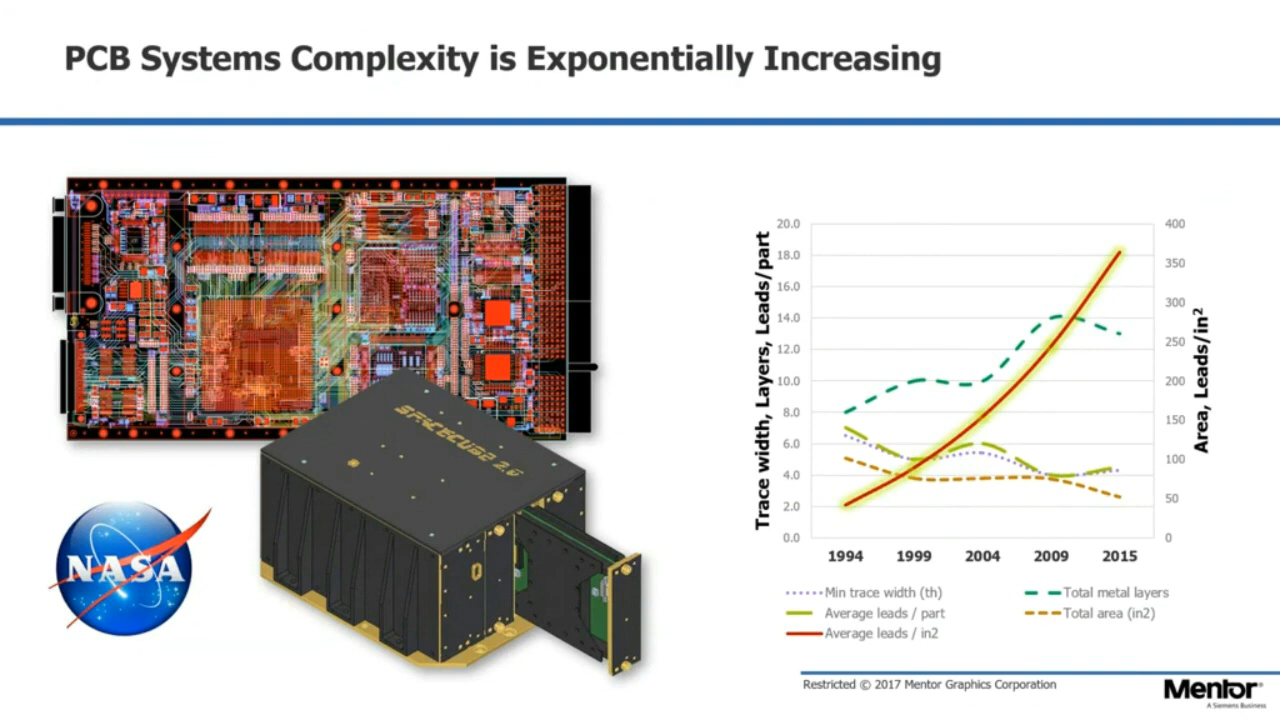 PCB Systems Complexity is Exponentially Increasing
SPACECUBE 2.0
NASA
Trace width, Layers, Leads/part
20.0
18.0
16.0
14.0
12.0
10.0
8.0
6.0
4.0
2.0
0.0
400
350
300
250
200
150
100
50
0
Area, Leads/in²
1994 1999 2004 2009 2015
Min trace width (th) Total metal layers
Average leads / part Total area (in2)
Average leads / in2
Restricted © 2017 Mentor Graphics Corporation
Mentor®
A Siemens Business